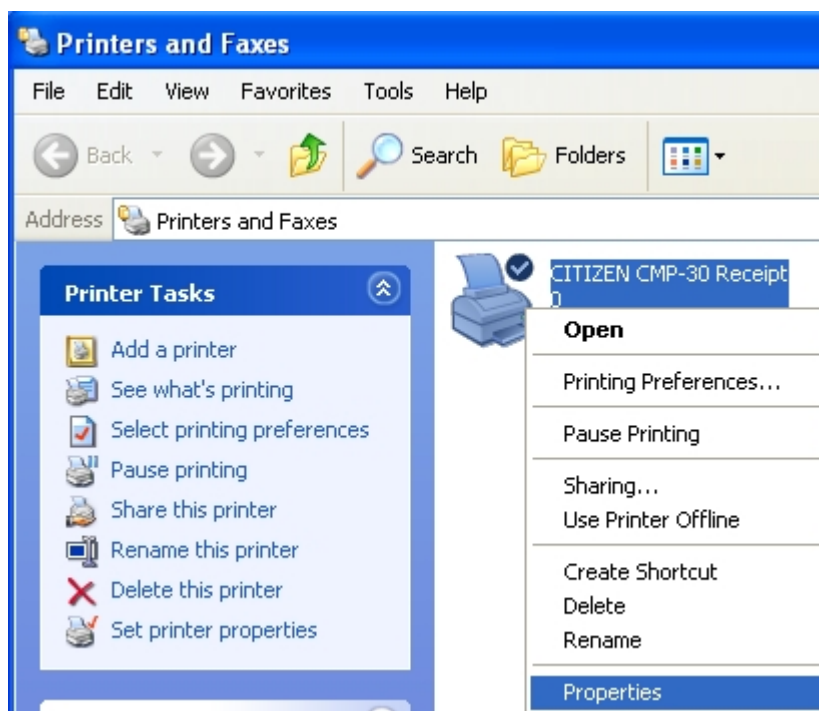 Printers and Faxes
File Edit View Favorites Tools Help
Back Search Folders
Address Printers and Faxes
Printer Tasks
Add a printer
See what's printing
Select printing preferences
Pause printing
Share this printer
Rename this printer
Delete this printer
Set printer properties
CITIZEN CMP-30 Receipt
0
Open
Printing Preferences...
Pause Printing
Sharing...
Use Printer Offline
Create Shortcut
Delete
Rename
Properties